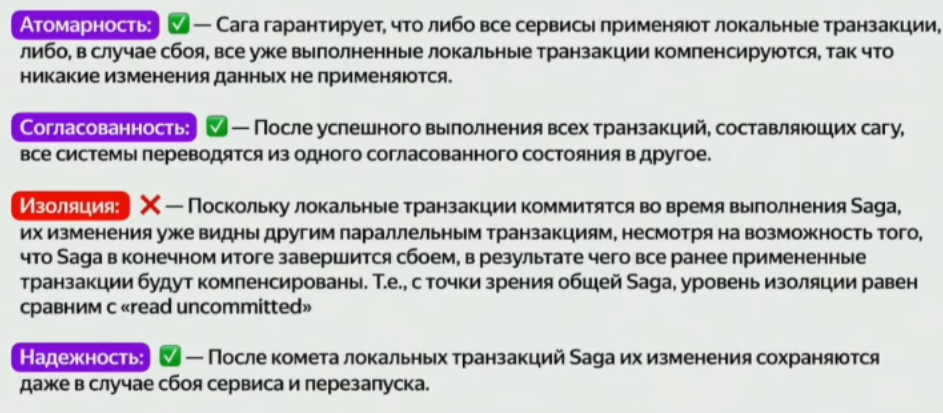 Атомарность: ✅ — Сага гарантирует, что либо все сервисы применяют локальные транзакции,
либо, в случае сбоя, все уже выполненные локальные транзакции компенсируются, так что
никакие изменения данных не применяются.
Согласованность: ✅ — После успешного выполнения всех транзакций, составляющих сагу,
все системы переводятся из одного согласованного состояния в другое.
Изоляция: ❌ — Поскольку локальные транзакции коммитятся во время выполнения Saga,
их изменения уже видны другим параллельным транзакциям, несмотря на возможность того,
что Saga в конечном итоге завершится сбоем, в результате чего все ранее примененные
транзакции будут компенсированы. Т.е., с точки зрения общей Saga, уровень изоляции равен
сравним с «read uncommitted»
Надежность: ✅ — После комета локальных транзакций Saga их изменения сохраняются
даже в случае сбоя сервиса и перезапуска.